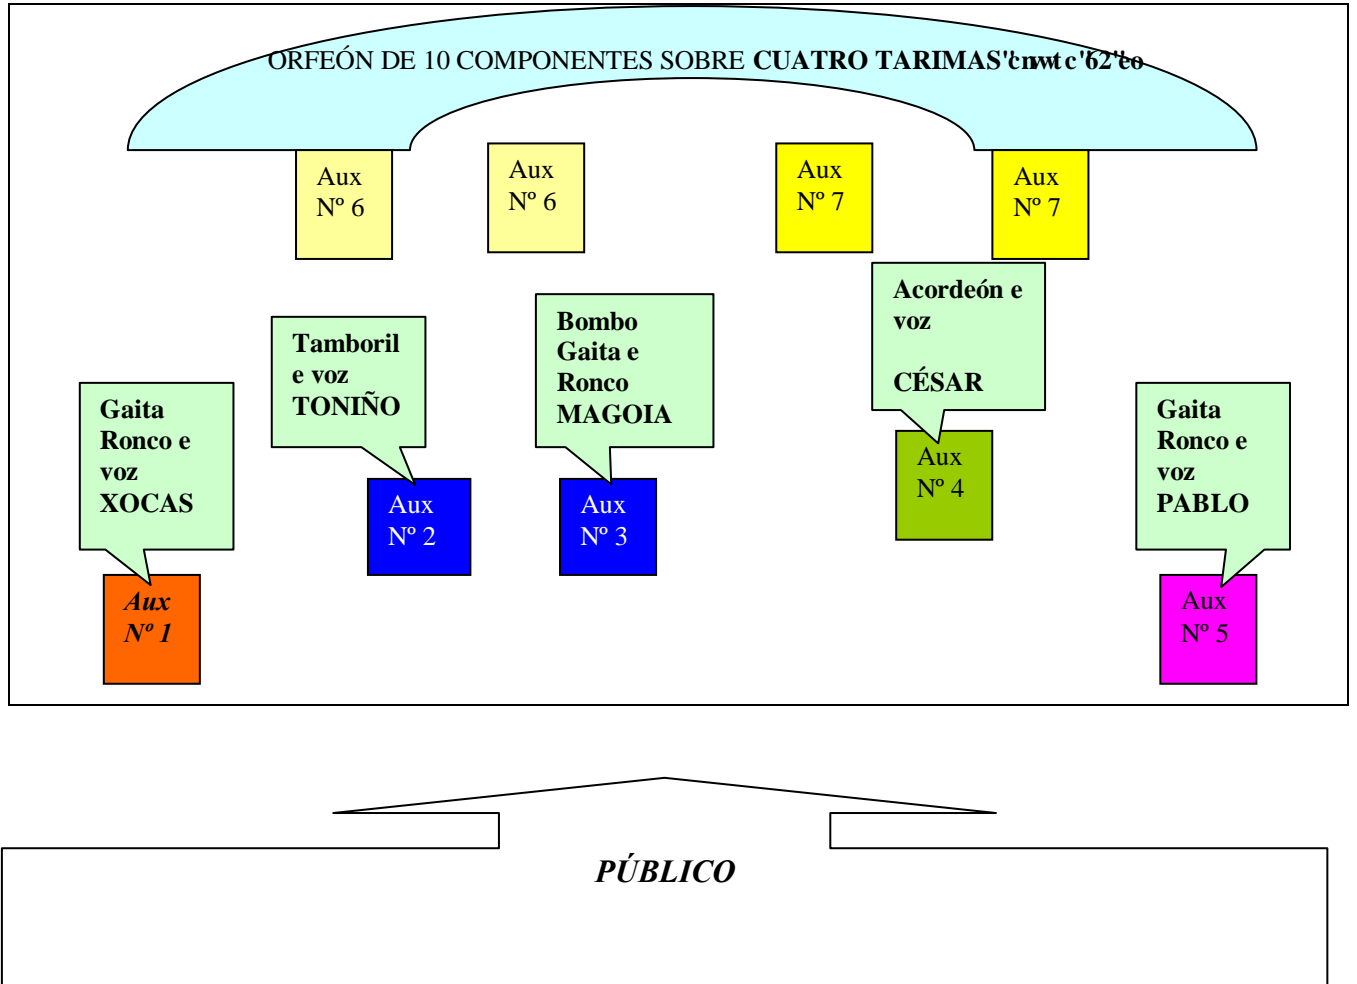 ORFEÓN DE 10 COMPONENTES SOBRE CUATRO TARIMAS
Aux
Nº 6
Aux
Nº 6
Aux
Nº 7
Aux
Nº 7
Gaita
Ronco e
voz
XOCAS
Tamboril
e voz
TONIÑO
Bombo
Gaita e
Ronco
MAGOIA
Acordeón e
voz
CÉSAR
Gaita
Ronco e
voz
PABLO
Aux
Nº 1
Aux
Nº 2
Aux
Nº 3
Aux
Nº 4
Aux
Nº 5
PÚBLICO